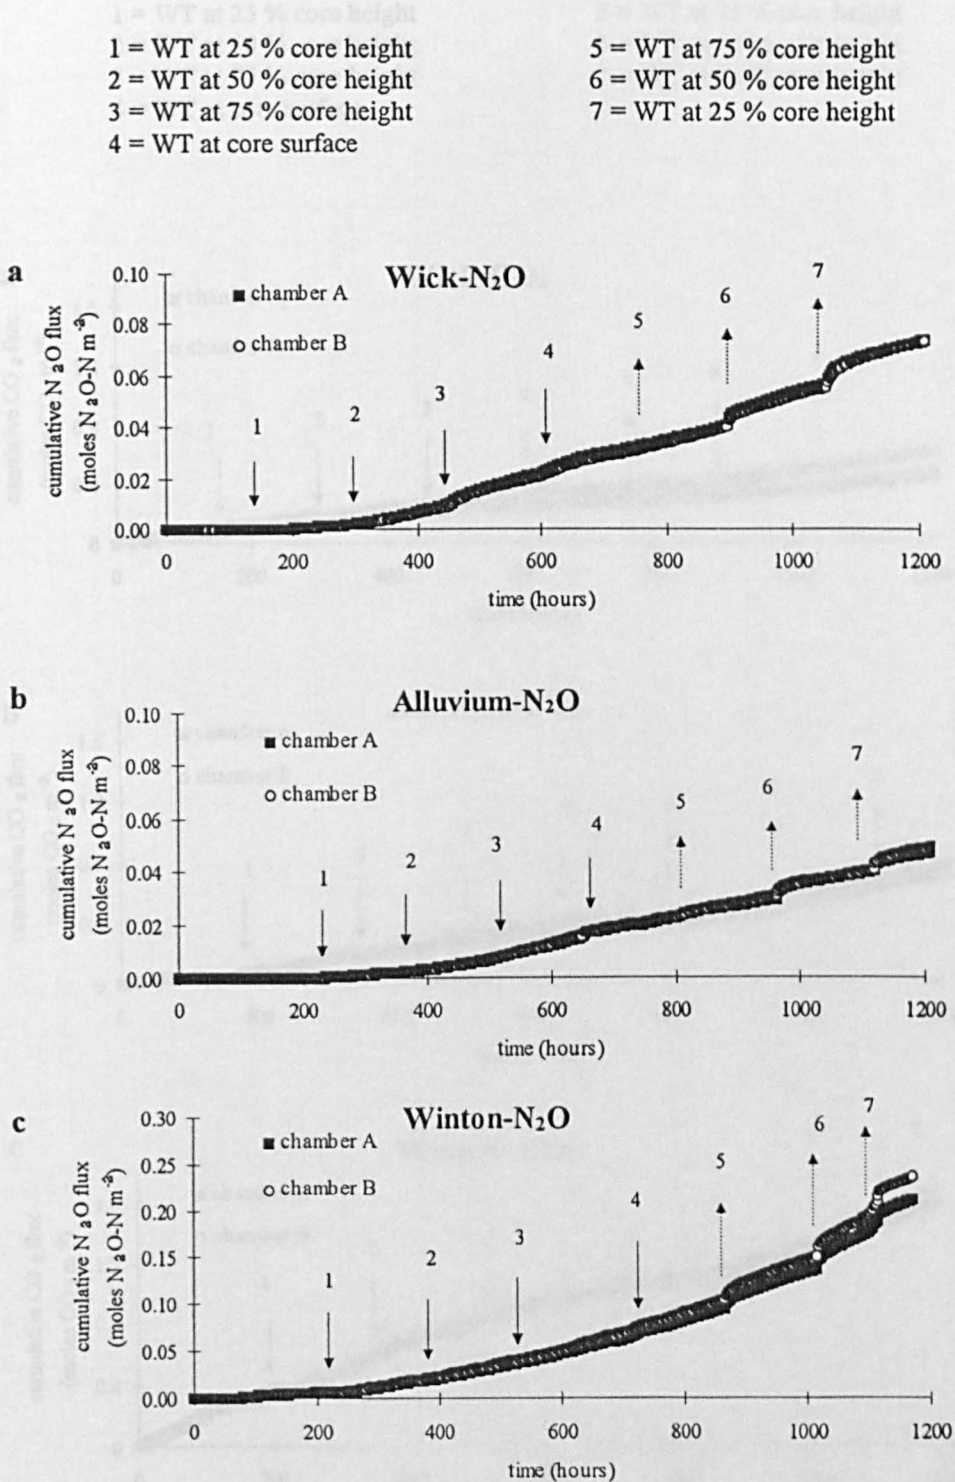 1 = WT at 25 % core height
2 = WT at 50 % core height
3 = WT at 75 % core height
4 = WT at core surface
5 = WT at 75 % core height
6 = WT at 50 % core height
7 = WT at 25 % core height
a
Wick-N₂O
cumulative N ₂O flux
(moles N ₂O-N m⁻²)
0.10
0.08
0.06
0.04
0.02
0.00
■ chamber A
○ chamber B
1
2
3
4
5
6
7
0 200 400 600 800 1000 1200
time (hours)
b
Alluvium-N₂O
cumulative N ₂O flux
(moles N ₂O-N m⁻²)
0.10
0.08
0.06
0.04
0.02
0.00
■ chamber A
○ chamber B
1
2
3
4
5
6
7
0 200 400 600 800 1000 1200
time (hours)
c
Winton-N₂O
cumulative N ₂O flux
(moles N ₂O-N m⁻²)
0.30
0.25
0.20
0.15
0.10
0.05
0.00
■ chamber A
○ chamber B
1
2
3
4
5
6
7
0 200 400 600 800 1000 1200
time (hours)